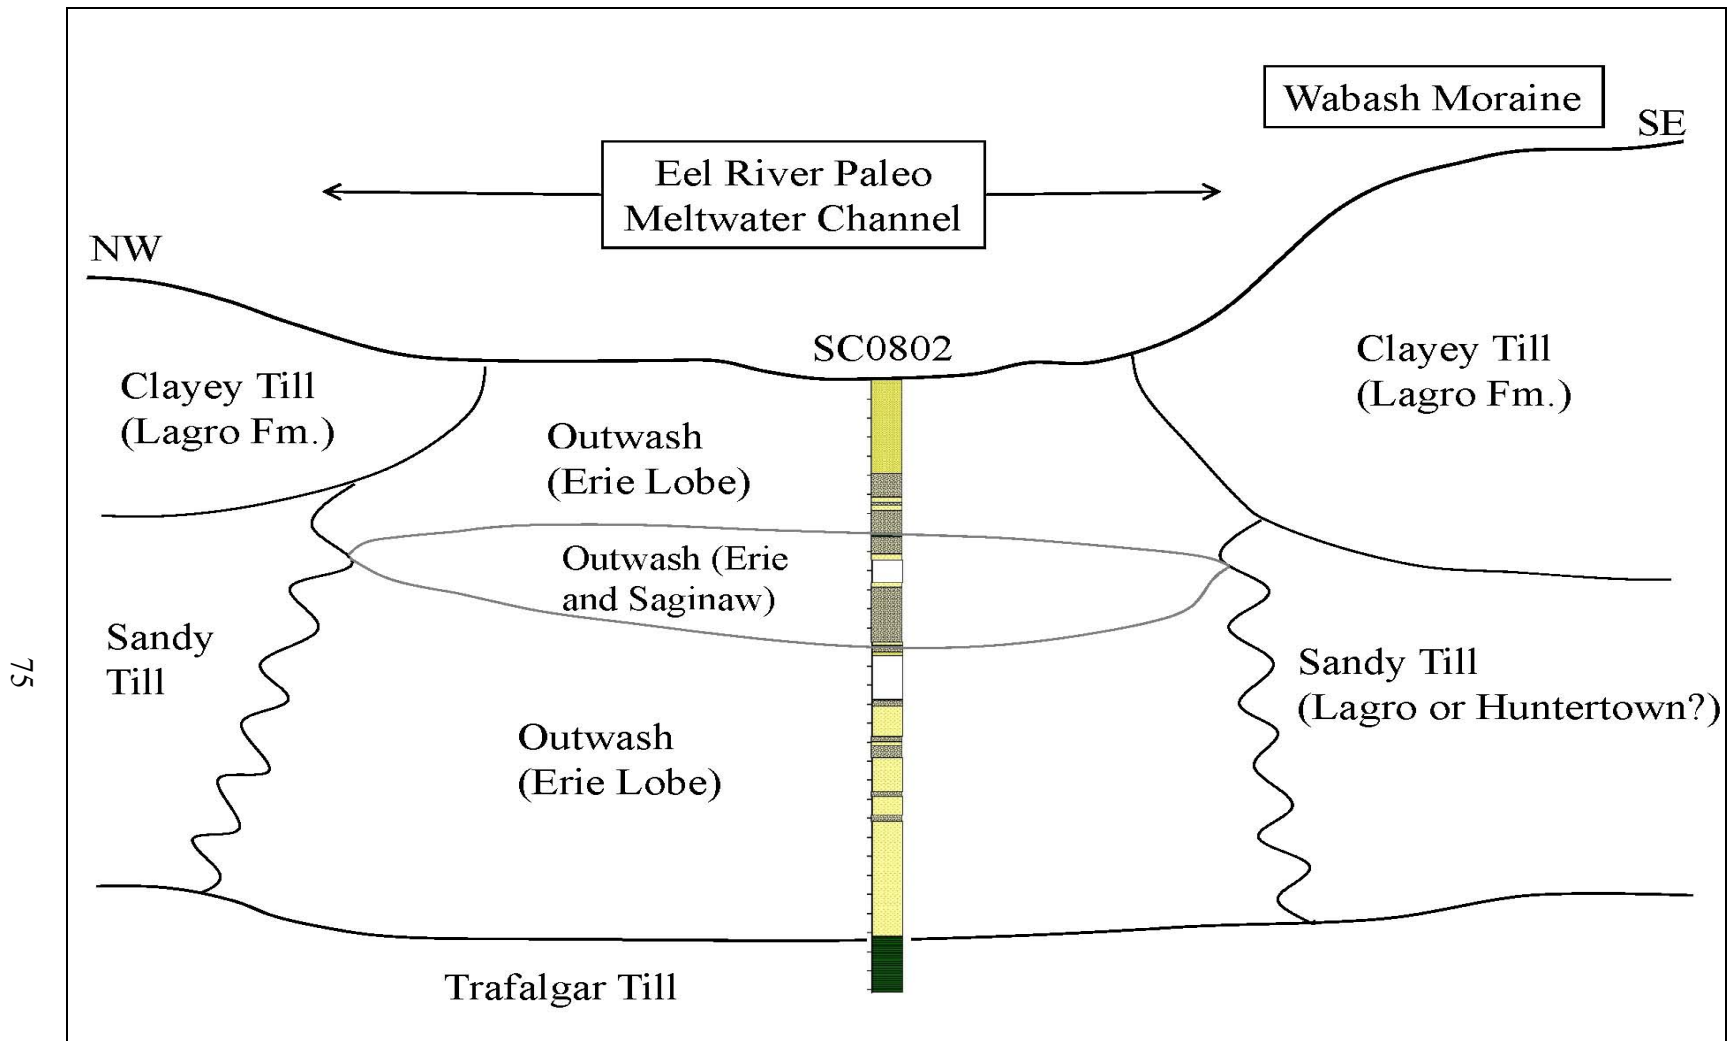 Wabash Moraine
SE
Eel River Paleo
Meltwater Channel
NW
SC0802
Clayey Till
(Lagro Fm.)
Clayey Till
(Lagro Fm.)
Outwash
(Erie Lobe)
Outwash (Erie
and Saginaw)
Sandy
Till
Sandy Till
(Lagro or Huntertown?)
Outwash
(Erie Lobe)
Trafalgar Till
75